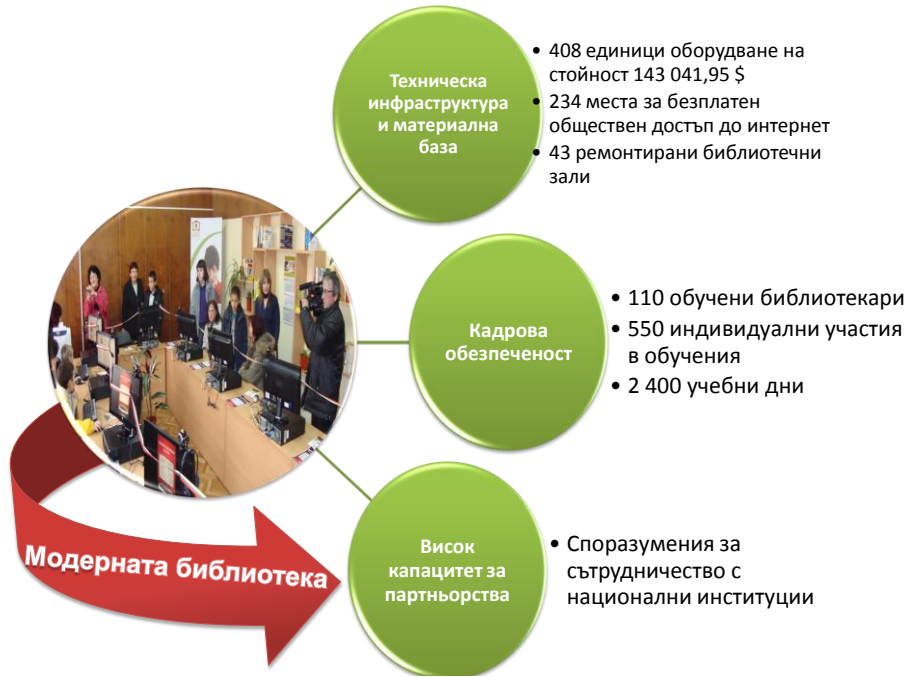 Техническа
инфраструктура
и материална
база
• 408 единици оборудване на
стойност 143 041,95 $
• 234 места за безплатен
обществен достъп до интернет
• 43 ремонтирани библиотечни
зали
Кадрова
обезпеченост
• 110 обучени библиотекари
• 550 индивидуални участия
в обучения
• 2 400 учебни дни
Модерната библиотека
Висок
капацитет за
партньорства
• Споразумения за
сътрудничество с
национални институции